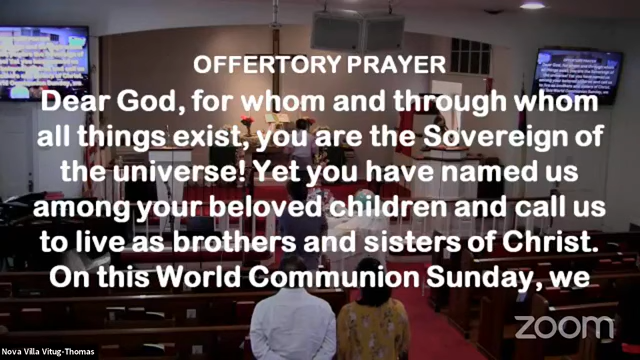 OFFERTORY PRAYER
Dear God, for whom and through whom
all things exist, you are the Sovereign of
the universe! Yet you have named us
among your beloved children and call us
to live as brothers and sisters of Christ.
On this World Communion Sunday, we
zoom
Nova Villa Vitug-Thomas